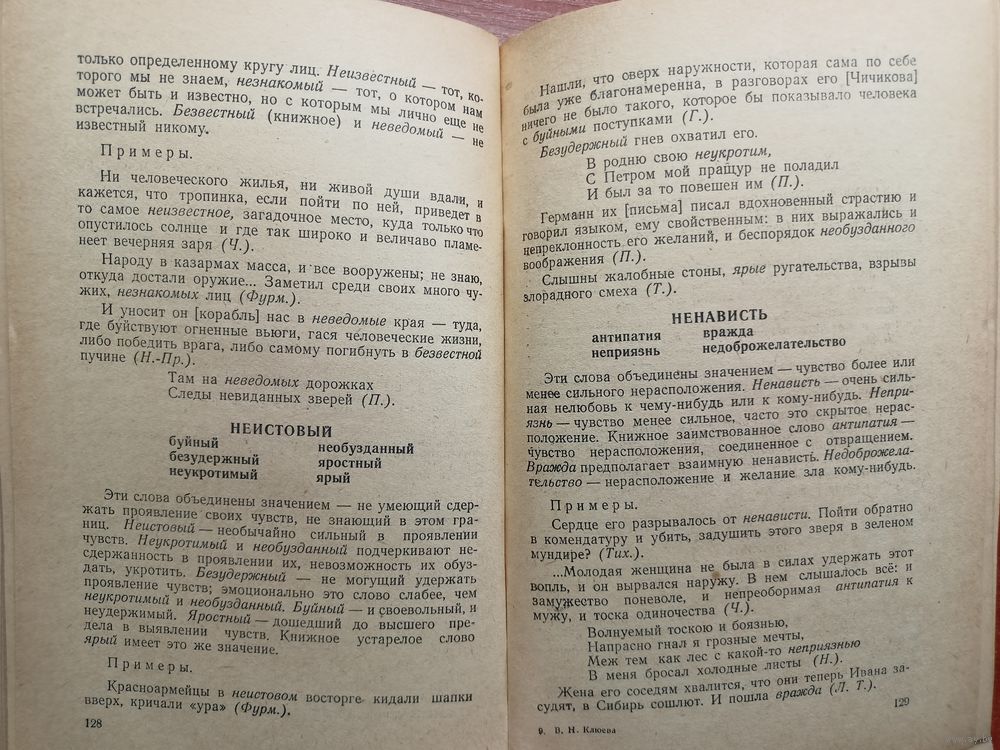 только определенному кругу лиц. Неизвестный — тот, ко-
торого мы не знаем, незнакомый — тот, о котором нам
может быть и известно, но с которым мы лично еще не
встречались. Безвестный (книжное) и неведомый — не
известный никому.
Примеры.
Ни человеческого жилья, ни живой души вдали, и
кажется, что тропинка, если пойти по ней, приведет в
то самое неизвестное, загадочное место, куда только что
опустилось солнце и где так широко и величаво пламе-
неет вечерняя заря (Ч.).
Народу в казармах масса, и все вооружены; не знаю,
откуда достали оружие... Заметил среди своих много чу-
жих, незнакомых лиц (Фурм.).
И уносит он [корабль] нас в неведомые края — туда,
где буйствуют огненные вьюги, гася человеческие жизни,
либо победить врага, либо самому погибнуть в безвестной
пучине (Н.-Пр.).
Там на неведомых дорожках
Следы невиданных зверей (П.).
НЕИСТОВЫЙ
буйный необузданный
безудержный яростный
неукротимый ярый
Эти слова объединены значением — не умеющий сдер-
жать проявление своих чувств, не знающий в этом гра-
ниц. Неистовый — необычайно сильный в проявлении
чувств. Неукротимый и необузданный подчеркивают не-
сдержанность в проявлении их, невозможность их обуз-
дать, укротить. Безудержный — не могущий удержать
проявление чувств; эмоционально это слово слабее, чем
неукротимый и необузданный. Буйный — и своевольный, и
неудержимый. Яростный — дошедший до высшего пре-
дела в выявлении чувств. Книжное устарелое слово
ярый имеет это же значение.
Примеры.
Красноармейцы в неистовом восторге кидали шапки
вверх, кричали «ура» (Фурм.).
128
Нашли, что сверх наружности, которая сама по себе
была уже благонамеренна, в разговорах его [Чичикова]
ничего не было такого, которое бы показывало человека
с буйными поступками (Г.).
Безудержный гнев охватил его.
В родню свою неукротим,
С Петром мой пращур не поладил
И был за то повешен им (П.).
Германн их [письма] писал вдохновенный страстию и
говорил языком, ему свойственным: в них выражались и
непреклонность его желаний, и беспорядок необузданного
воображения (П.).
Слышны жалобные стоны, ярые ругательства, взрывы
злорадного смеха (Т.).
НЕНАВИСТЬ
антипатия вражда
неприязнь недоброжелательство
Эти слова объединены значением — чувство более или
менее сильного нерасположения. Ненависть — очень силь-
ная нелюбовь к чему-нибудь или к кому-нибудь. Непри-
язнь — чувство менее сильное, часто это скрытое нерас-
положение. Книжное заимствованное слово антипатия —
чувство нерасположения, соединенное с отвращением.
Вражда предполагает взаимную ненависть. Недоброжела-
тельство — нерасположение и желание зла кому-нибудь.
Примеры.
Сердце его разрывалось от ненависти. Пойти обратно
в комендатуру и убить, задушить этого зверя в зеленом
мундире? (Тих.).
...Молодая женщина не была в силах удержать этот
вопль, и он вырвался наружу. В нем слышалось всё: и
замужество поневоле, и непреоборимая антипатия к
мужу, и тоска одиночества (Ч.).
Волнуемый тоскою и боязнью,
Напрасно гнал я грозные мечты,
Меж тем как лес с какой-то неприязнью
В меня бросал холодные листы (Н.).
Жена его соседям хвалится, что они теперь Ивана за-
судят, в Сибирь сошлют. И пошла вражда (Л. Т.).
129
9. В. Н. Клюева